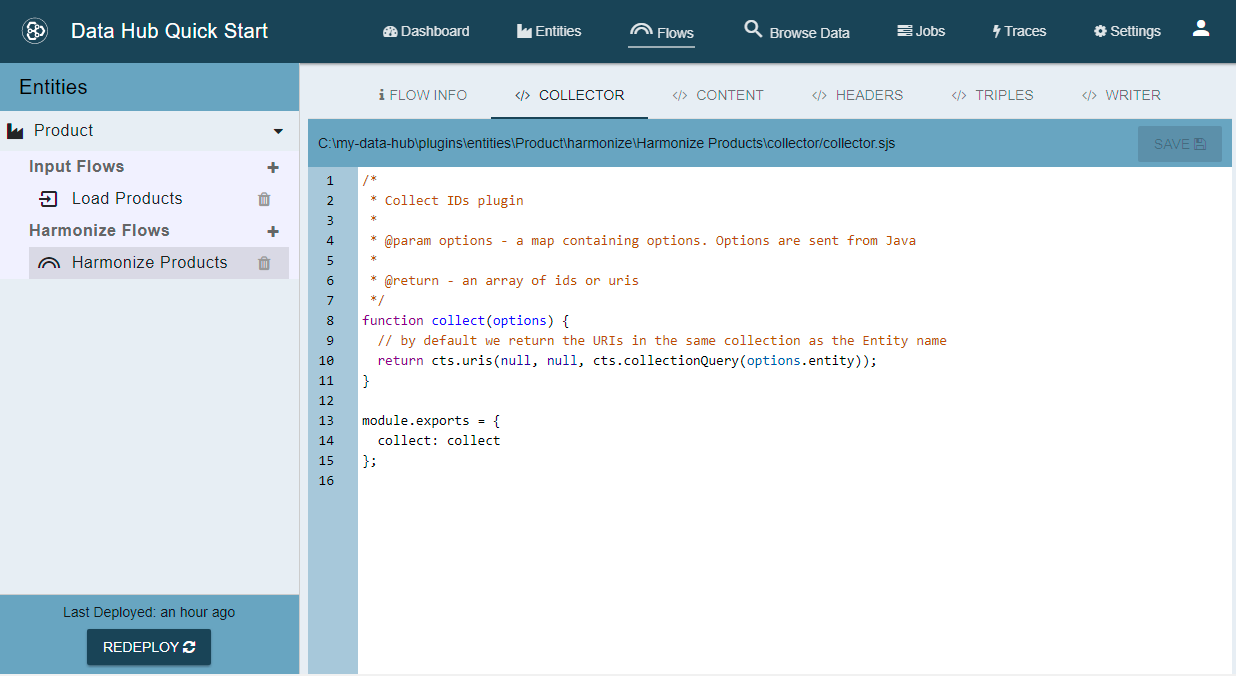 Data Hub Quick Start Dashboard Entities Flows Browse Data Jobs Traces Settings
Entities
Product
Input Flows +
Load Products
Harmonize Flows +
Harmonize Products
Last Deployed: an hour ago
REDEPLOY
FLOW INFO </> COLLECTOR </> CONTENT </> HEADERS </> TRIPLES </> WRITER
C:\my-data-hub\plugins\entities\Product\harmonize\Harmonize Products\collector/collector.sjs SAVE
1 /*
2 * Collect IDs plugin
3 *
4 * @param options - a map containing options. Options are sent from Java
5 *
6 * @return - an array of ids or uris
7 */
8 function collect(options) {
9 // by default we return the URIs in the same collection as the Entity name
10 return cts.uris(null, null, cts.collectionQuery(options.entity));
11 }
12
13 module.exports = {
14 collect: collect
15 };
16